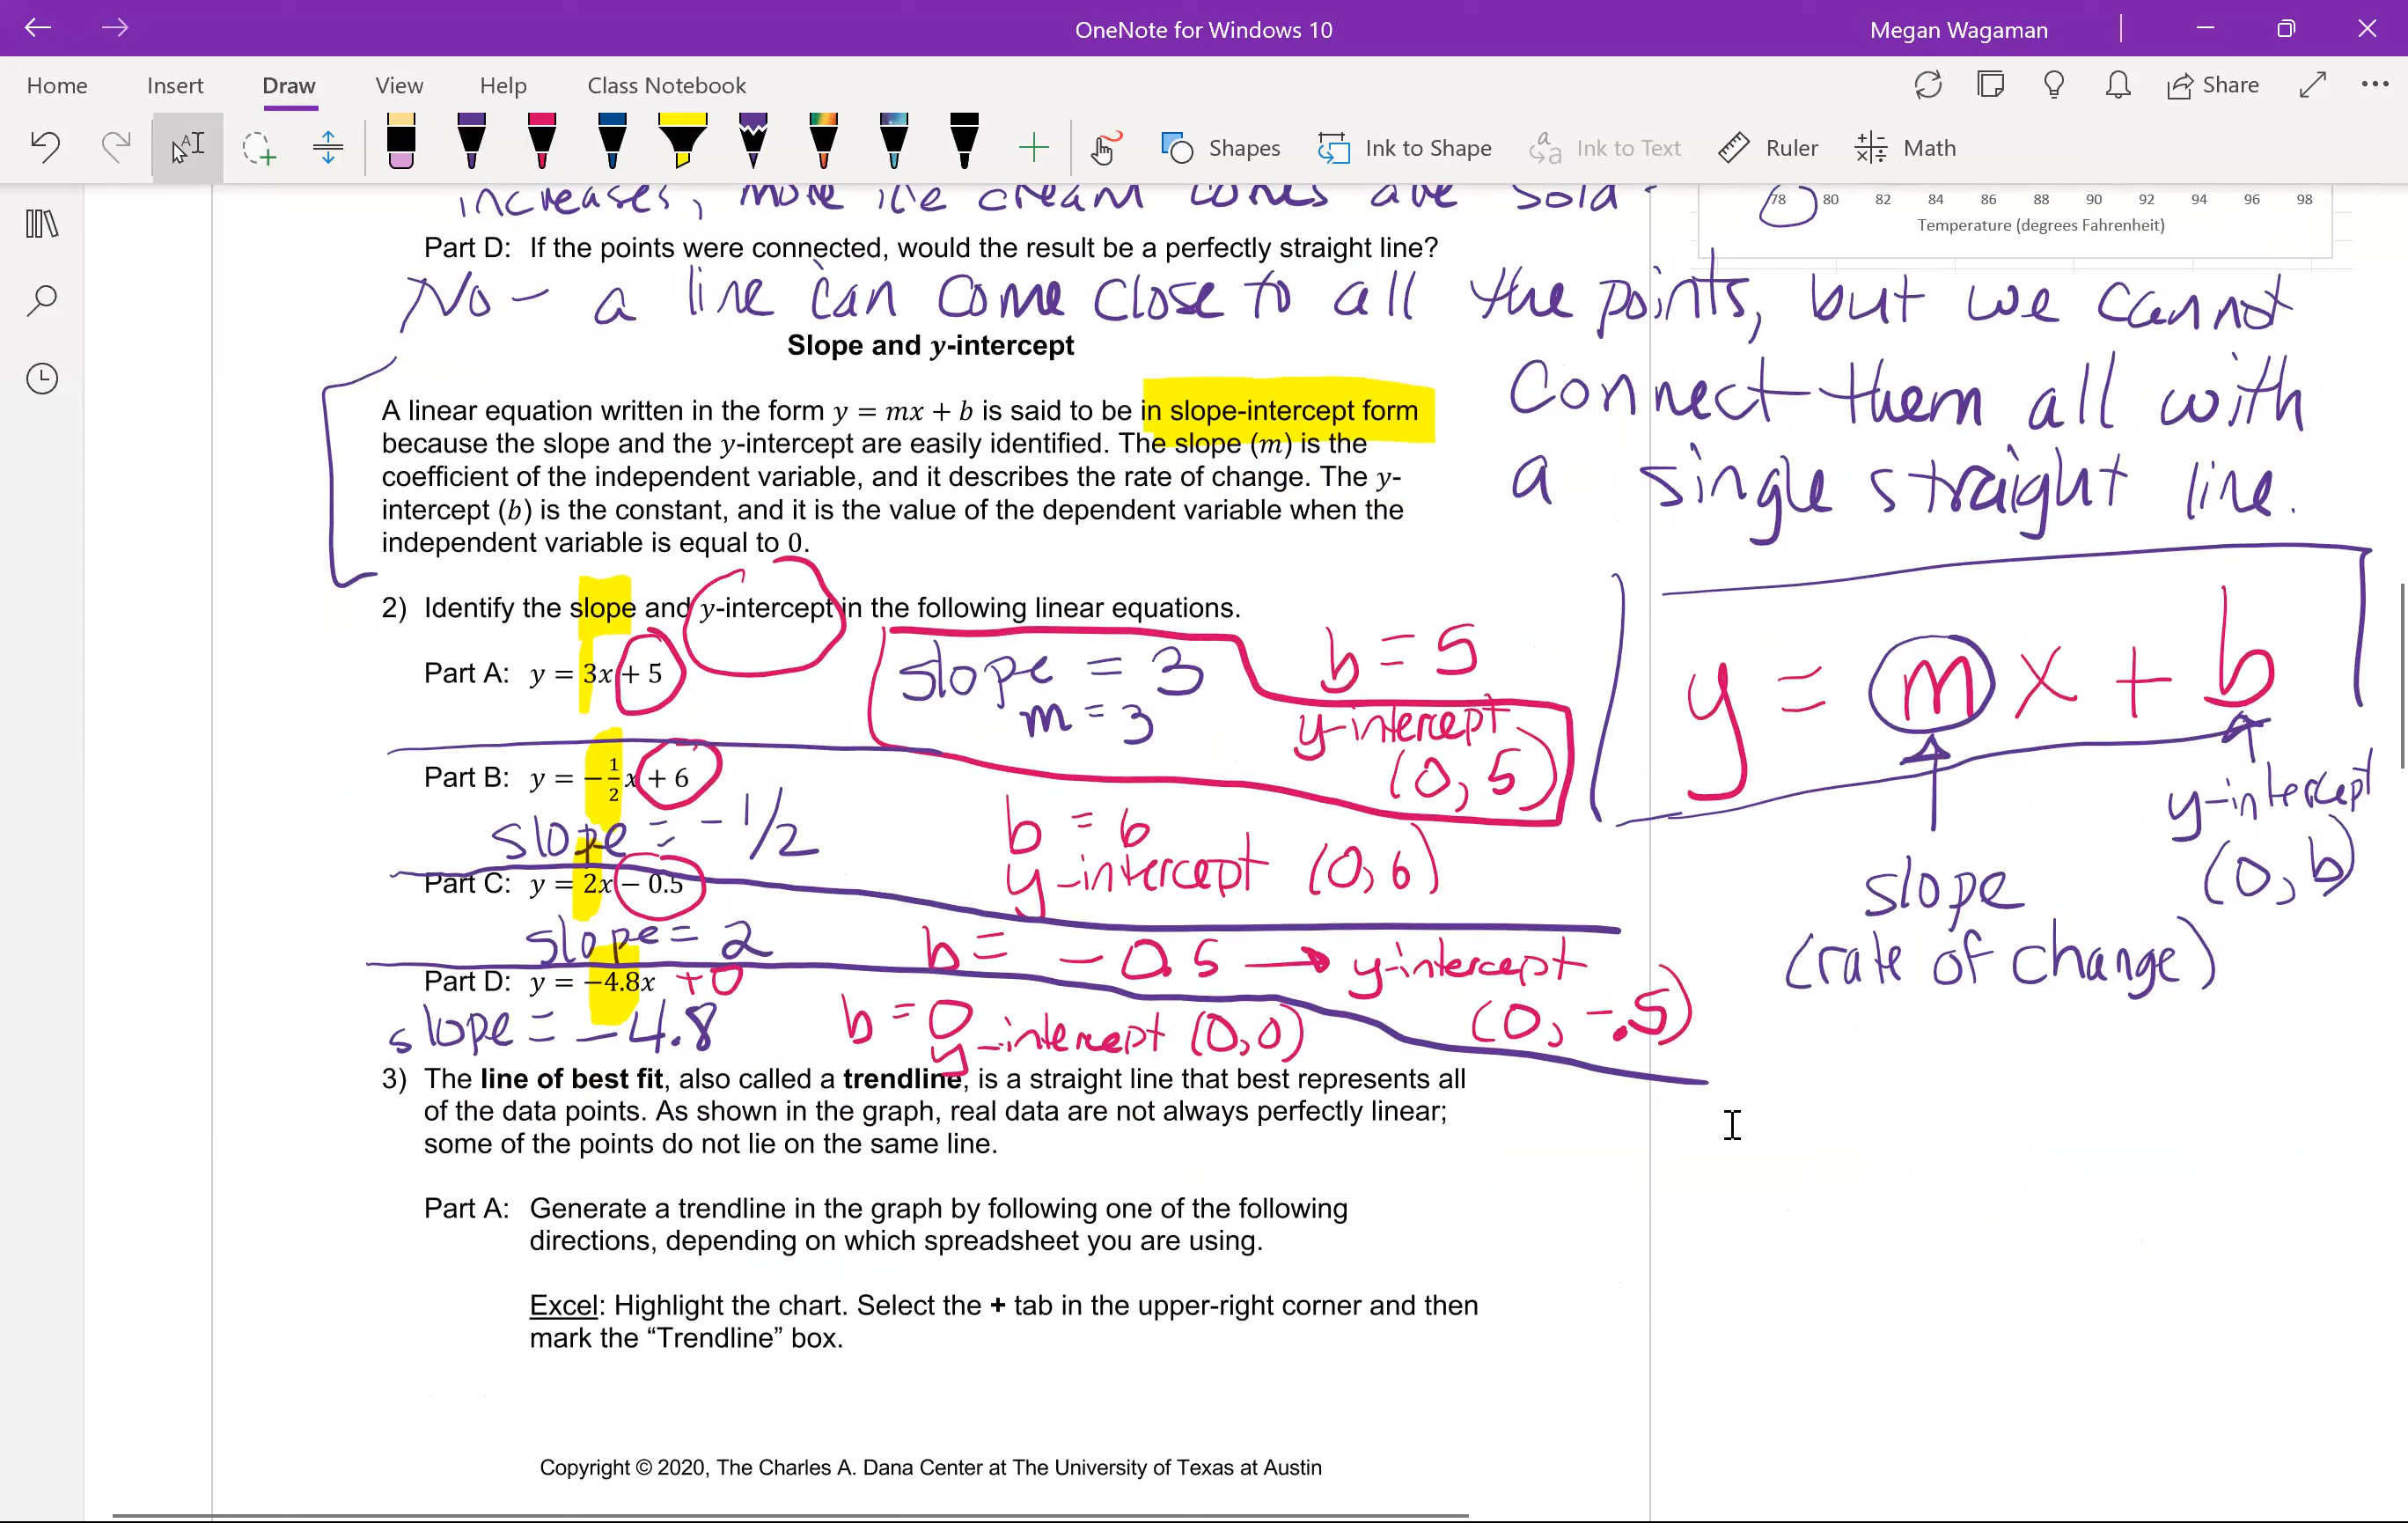 OneNote for Windows 10
Megan Wagaman
Home Insert Draw View Help Class Notebook
Share
Shapes Ink to Shape Ink to Text Ruler Math
increases, more ice cream cones are sold.
78 80 82 84 86 88 90 92 94 96 98
Temperature (degrees Fahrenheit)
Part D: If the points were connected, would the result be a perfectly straight line?
No - a line can come close to all the points, but we cannot
connect them all with
a single straight line.
Slope and y-intercept
A linear equation written in the form y = mx + b is said to be in slope-intercept form
because the slope and the y-intercept are easily identified. The slope (m) is the
coefficient of the independent variable, and it describes the rate of change. The y-
intercept (b) is the constant, and it is the value of the dependent variable when the
independent variable is equal to 0.
2) Identify the slope and y-intercept in the following linear equations.
Part A: y = 3x + 5
slope = 3
m = 3
b = 5
y-intercept
(0, 5)
y = mx + b
slope
(rate of change)
y-intercept
(0, b)
Part B: y = -1/2x + 6
slope = -1/2
b = 6
y-intercept (0, 6)
Part C: y = 2x - 0.5
slope = 2
b = -0.5 → y-intercept
(0, -.5)
Part D: y = -4.8x +0
slope = -4.8
b = 0
y-intercept (0,0)
3) The line of best fit, also called a trendline, is a straight line that best represents all
of the data points. As shown in the graph, real data are not always perfectly linear;
some of the points do not lie on the same line.
Part A: Generate a trendline in the graph by following one of the following
directions, depending on which spreadsheet you are using.
Excel: Highlight the chart. Select the + tab in the upper-right corner and then
mark the “Trendline” box.
Copyright © 2020, The Charles A. Dana Center at The University of Texas at Austin